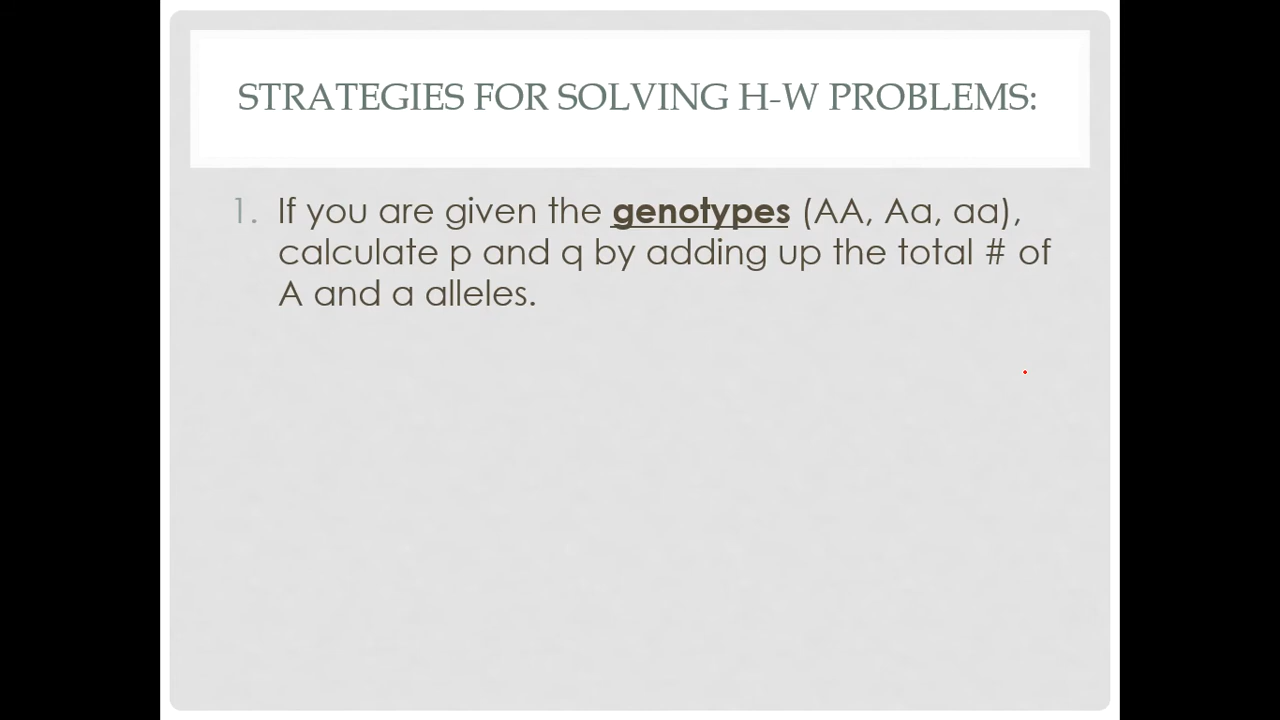 STRATEGIES FOR SOLVING H-W PROBLEMS:
1. If you are given the genotypes (AA, Aa, aa),
calculate p and q by adding up the total # of
A and a alleles.